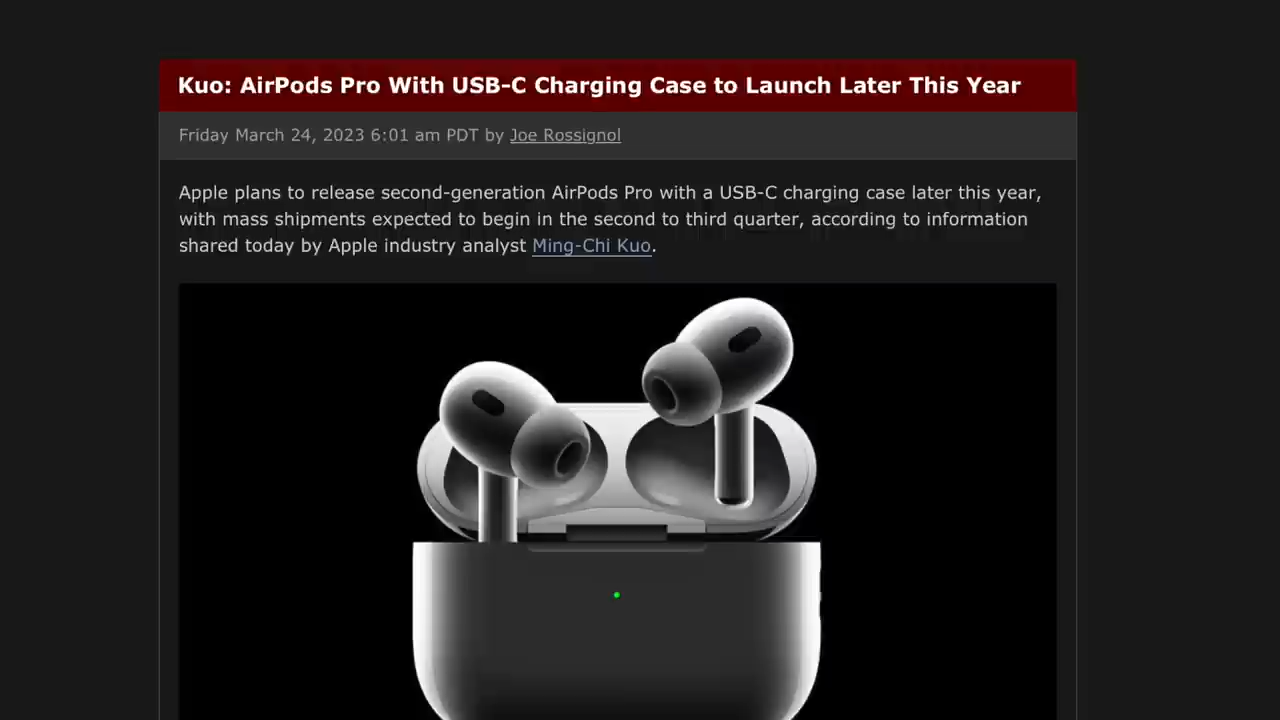 Kuo: AirPods Pro With USB-C Charging Case to Launch Later This Year
Friday March 24, 2023 6:01 am PDT by Joe Rossignol
Apple plans to release second-generation AirPods Pro with a USB-C charging case later this year,
with mass shipments expected to begin in the second to third quarter, according to information
shared today by Apple industry analyst Ming-Chi Kuo.